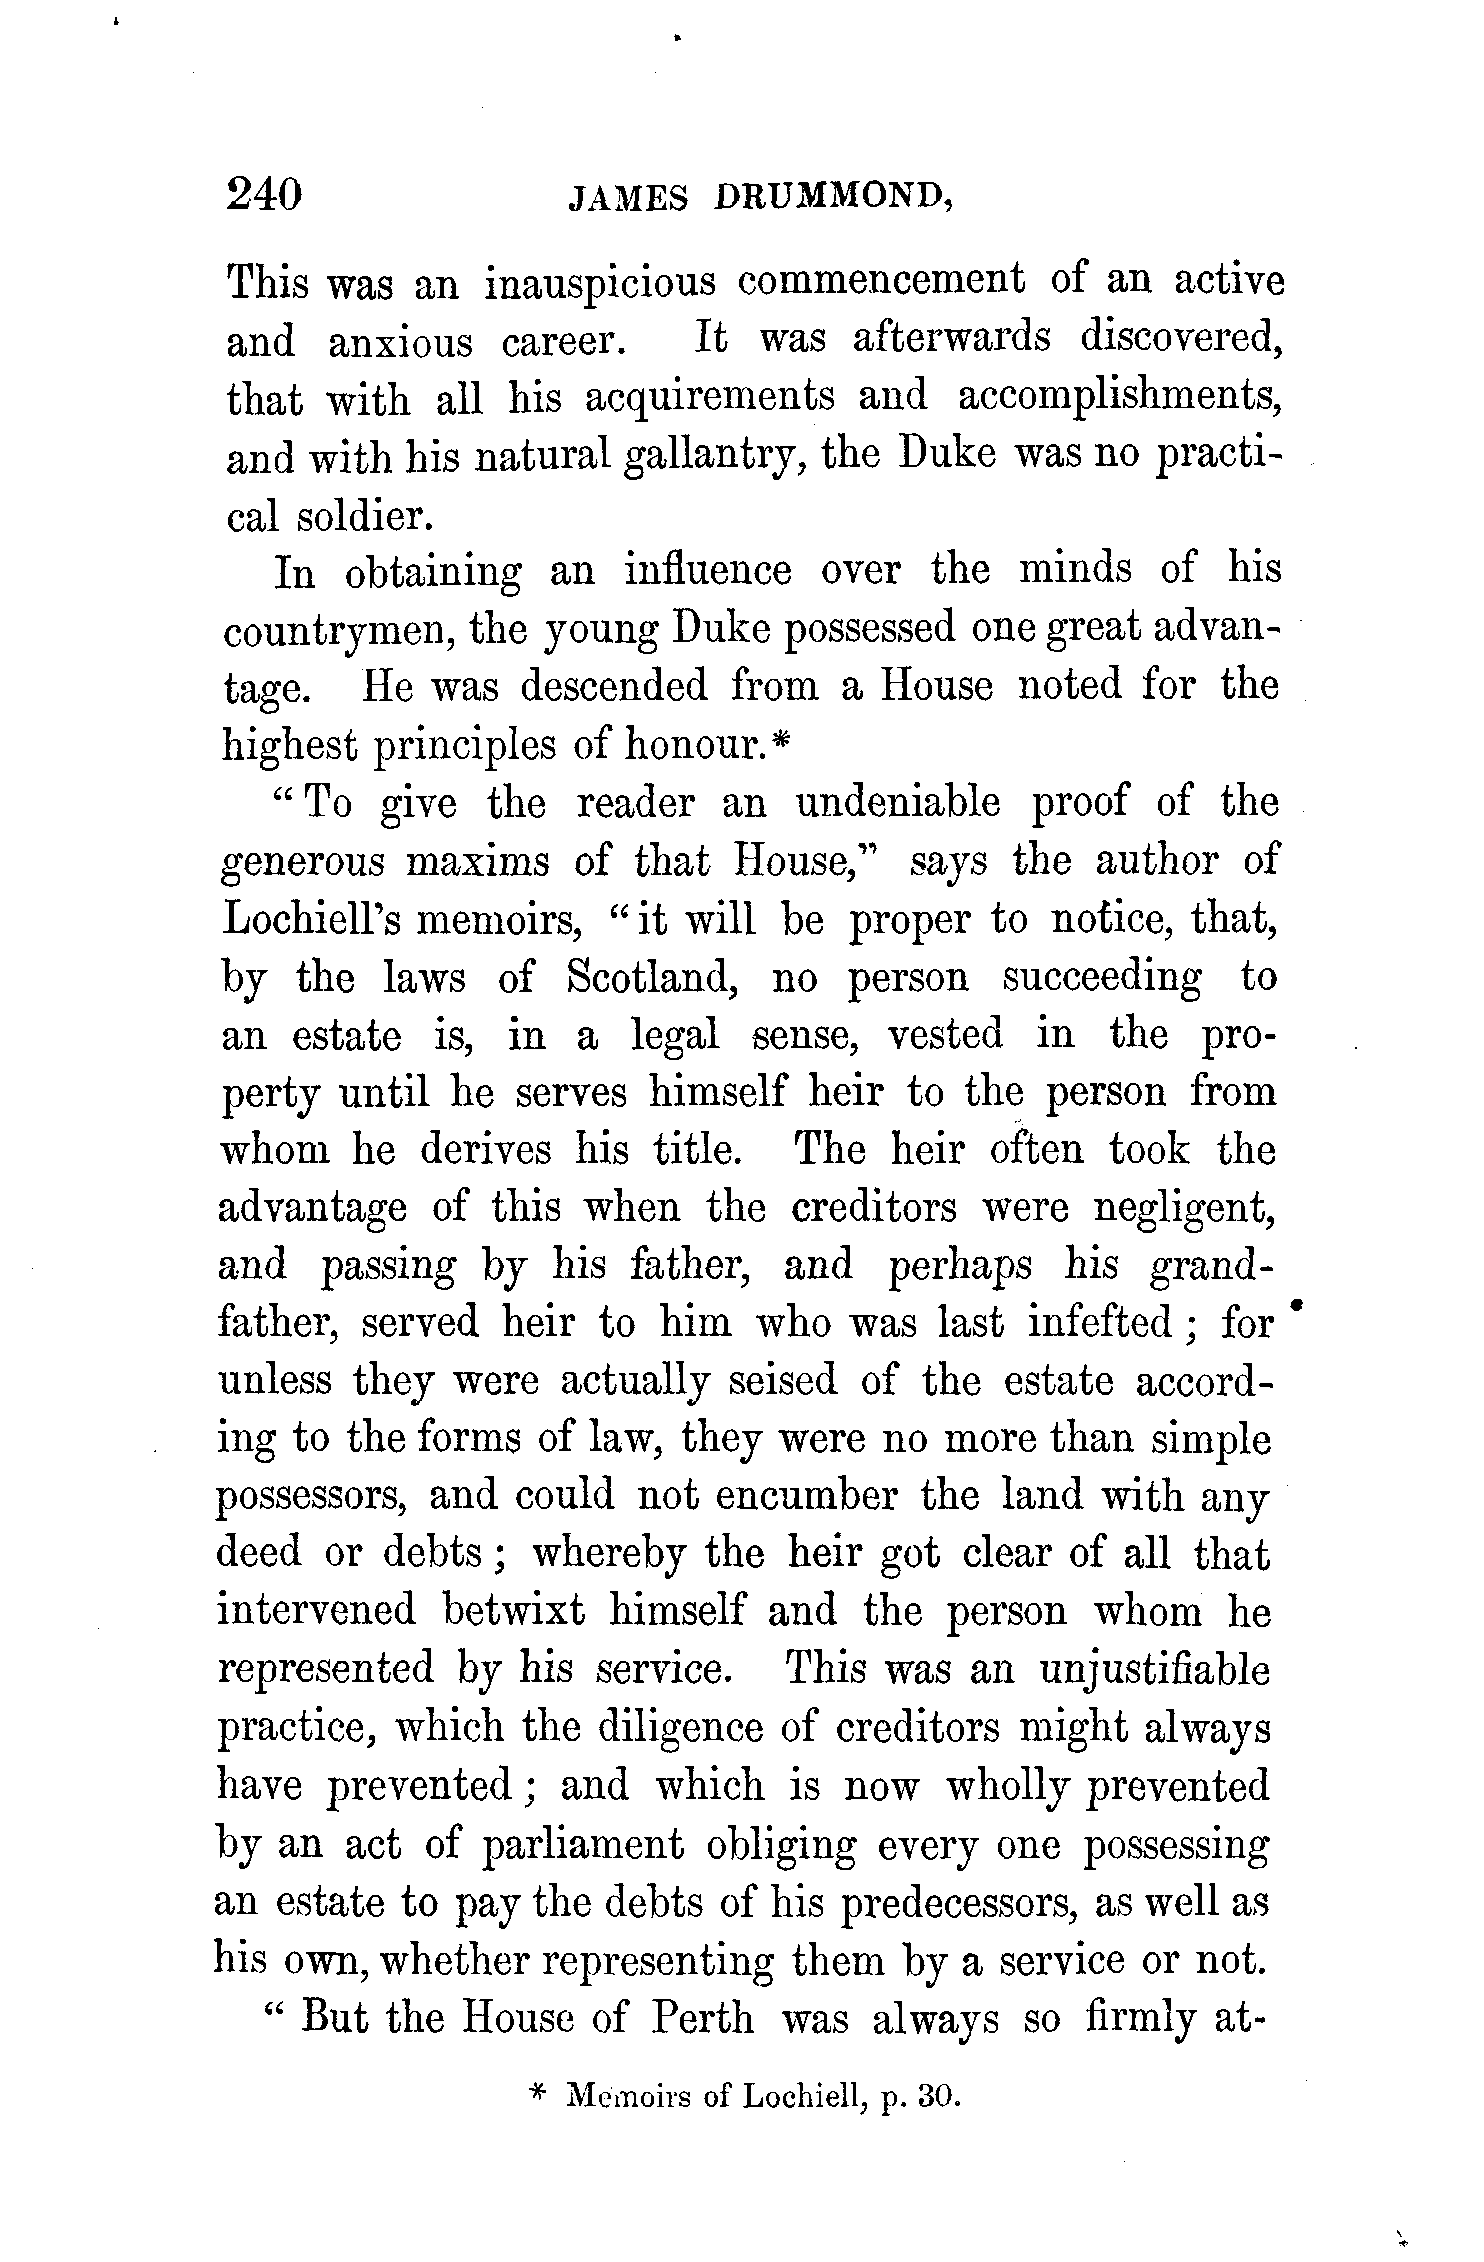 240 JAMES DRUMMOND,
This was an inauspicious commencement of an active
and anxious career. It was afterwards discovered,
that with all his acquirements and accomplishments,
and with his natural gallantry, the Duke was no practi-
cal soldier.
In obtaining an influence over the minds of his
countrymen, the young Duke possessed one great advan-
tage. He was descended from a House noted for the
highest principles of honour.*
“To give the reader an undeniable proof of the
generous maxims of that House,” says the author of
Lochiell’s memoirs, “it will be proper to notice, that,
by the laws of Scotland, no person succeeding to
an estate is, in a legal sense, vested in the pro-
perty until he serves himself heir to the person from
whom he derives his title. The heir often took the
advantage of this when the creditors were negligent,
and passing by his father, and perhaps his grand-
father, served heir to him who was last infefted ; for
unless they were actually seised of the estate accord-
ing to the forms of law, they were no more than simple
possessors, and could not encumber the land with any
deed or debts ; whereby the heir got clear of all that
intervened betwixt himself and the person whom he
represented by his service. This was an unjustifiable
practice, which the diligence of creditors might always
have prevented ; and which is now wholly prevented
by an act of parliament obliging every one possessing
an estate to pay the debts of his predecessors, as well as
his own, whether representing them by a service or not.
“ But the House of Perth was always so firmly at-
* Memoirs of Lochiell, p. 30.